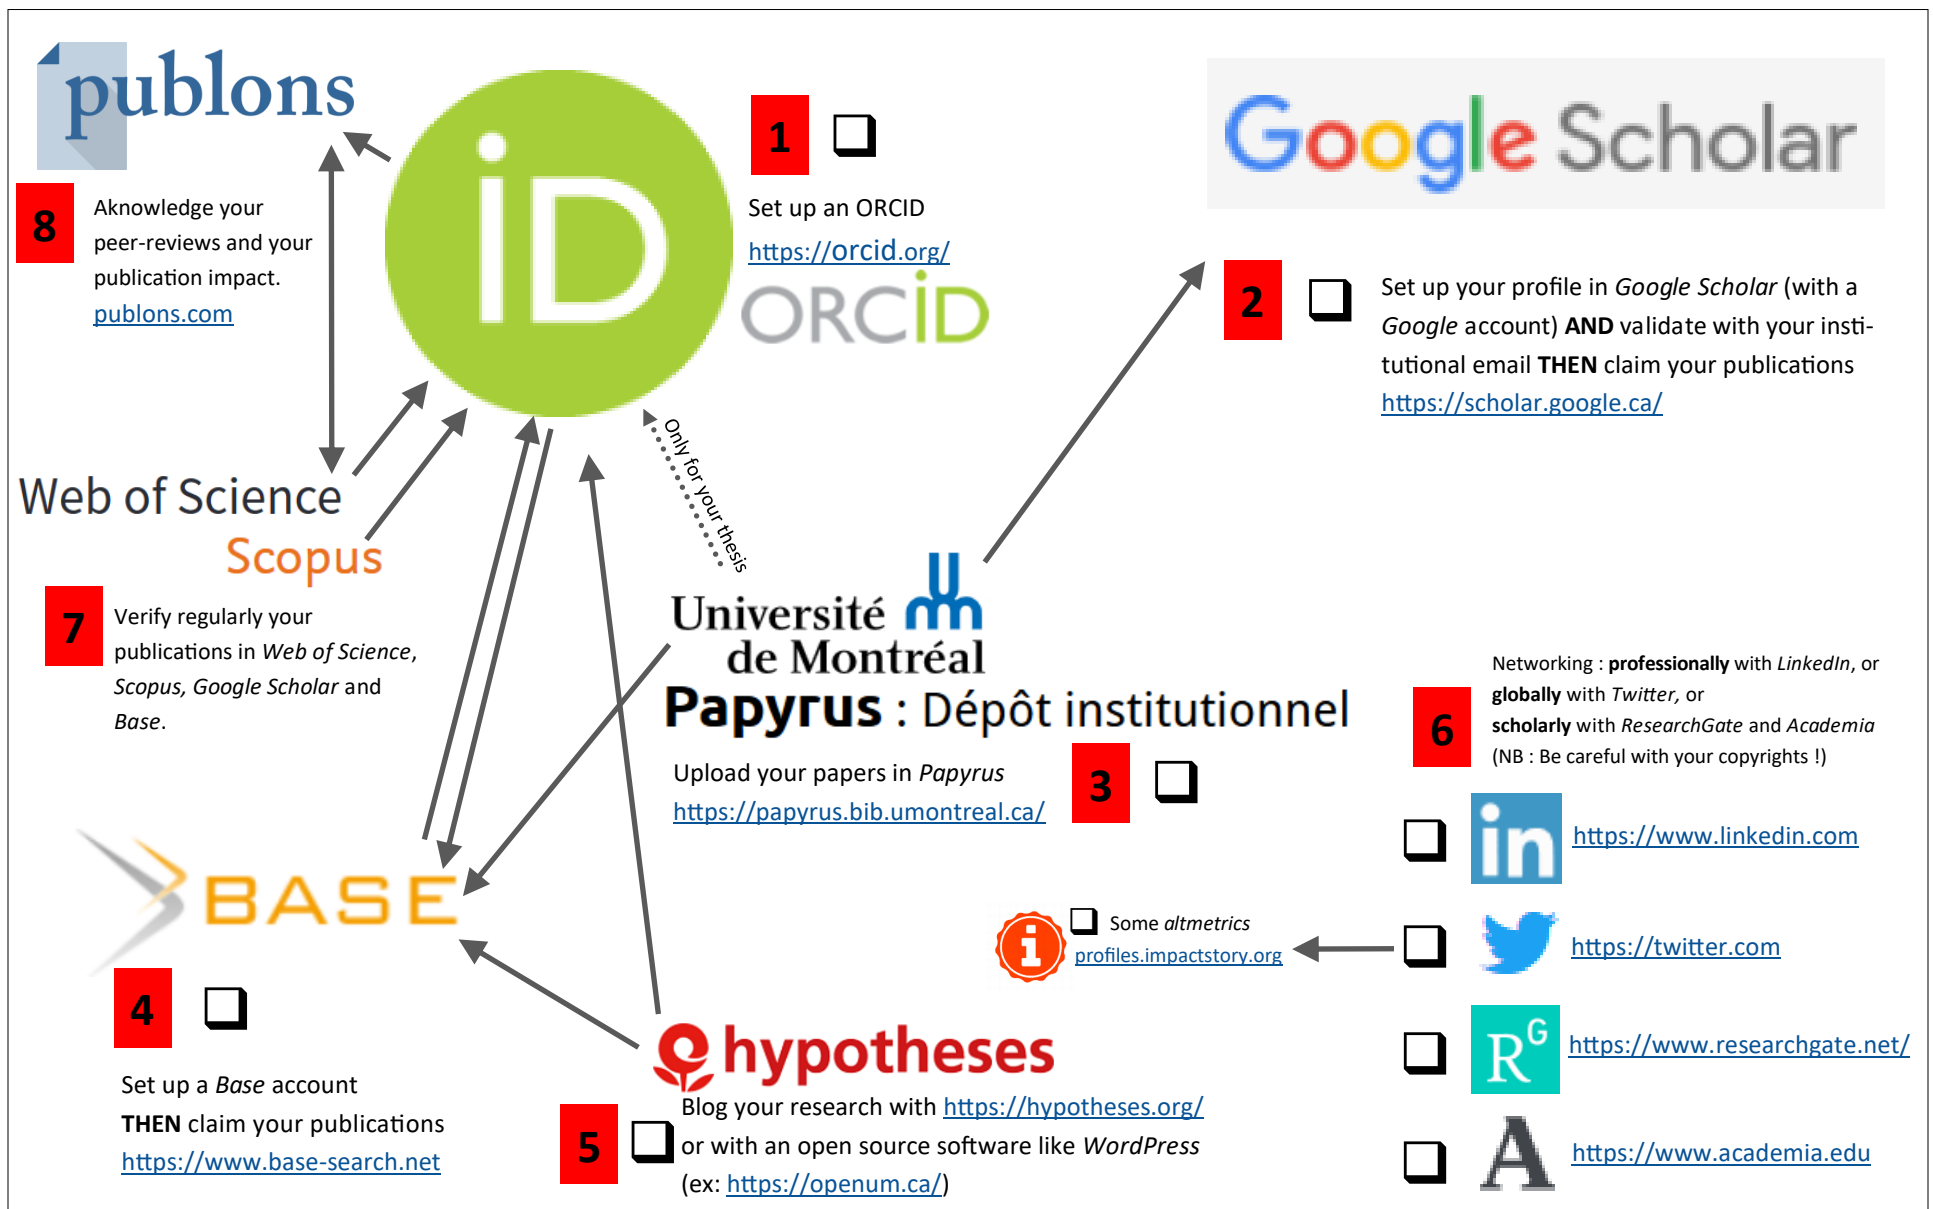 publons
8
Aknowledge your
peer-reviews and your
publication impact.
publons.com
iD
1
Set up an ORCID
https://orcid.org/
ORCiD
Google Scholar
2
Set up your profile in Google Scholar (with a
Google account) AND validate with your insti-
tutional email THEN claim your publications
https://scholar.google.ca/
Only for your thesis
Web of Science
Scopus
7
Verify regularly your
publications in Web of Science,
Scopus, Google Scholar and
Base.
Université
de Montréal
Papyrus : Dépôt institutionnel
Upload your papers in Papyrus
https://papyrus.bib.umontreal.ca/
3
6
Networking : professionally with LinkedIn, or
globally with Twitter, or
scholarly with ResearchGate and Academia
(NB : Be careful with your copyrights !)
in
https://www.linkedin.com
https://twitter.com
RG
https://www.researchgate.net/
A
https://www.academia.edu
i
Some altmetrics
profiles.impactstory.org
BASE
4
Set up a Base account
THEN claim your publications
https://www.base-search.net
hypotheses
5
Blog your research with https://hypotheses.org/
or with an open source software like WordPress
(ex: https://openum.ca/)